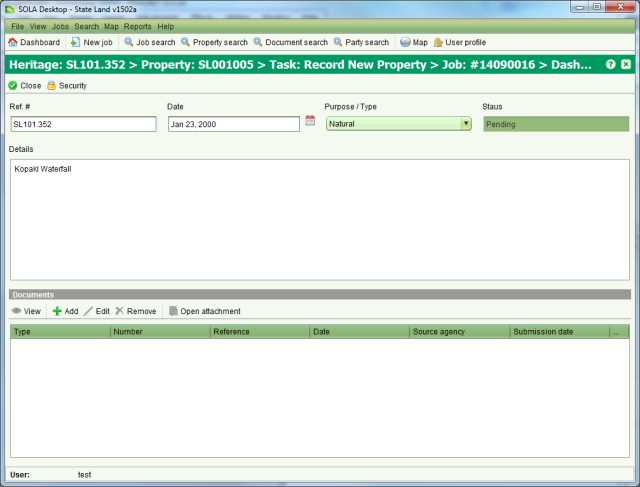 SOLA Desktop - State Land v1502a
File View Jobs Search Map Reports Help
Dashboard New job Job search Property search Document search Party search Map User profile
Heritage: SL101.352 > Property: SL001005 > Task: Record New Property > Job: #14090016 > Dash...
Close Security
Ref. # Date Purpose / Type Staus
SL101.352 Jan 23, 2000 Natural Pending
Details
Kopaki Waterfall
Documents
View Add Edit Remove Open attachment
Type Number Reference Date Source agency Submission date ...
User: test